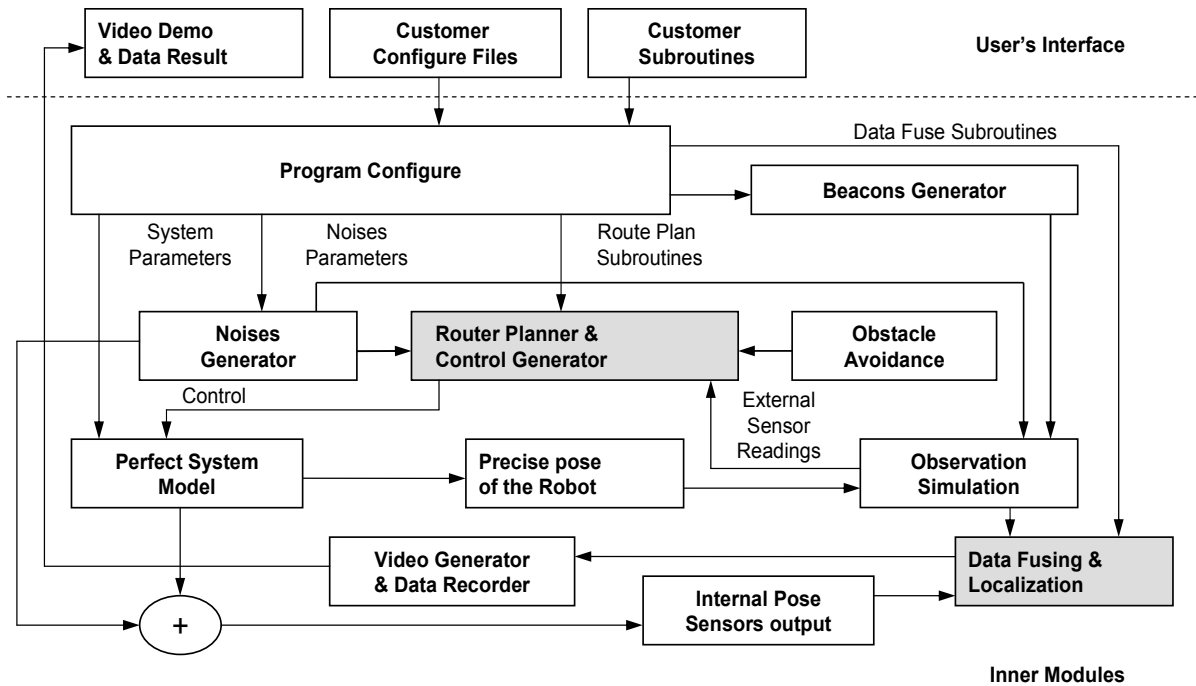 Video Demo
& Data Result
Customer
Configure Files
Customer
Subroutines
User's Interface
Data Fuse Subroutines
Program Configure
Beacons Generator
System
Parameters
Noises
Parameters
Route Plan
Subroutines
Noises
Generator
Router Planner &
Control Generator
Obstacle
Avoidance
Control
External
Sensor
Readings
Perfect System
Model
Precise pose
of the Robot
Observation
Simulation
Video Generator
& Data Recorder
Data Fusing &
Localization
Internal Pose
Sensors output
+
Inner Modules